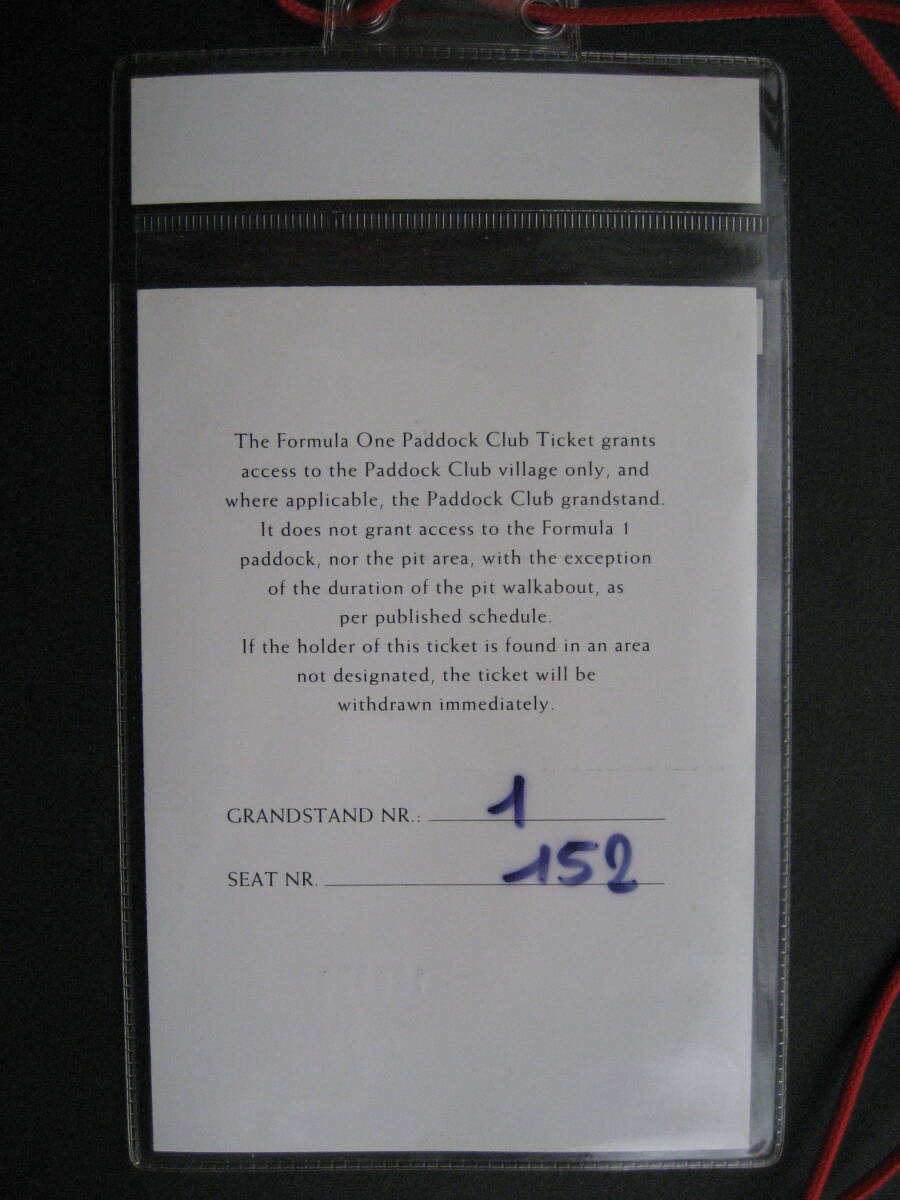 The Formula One Paddock Club Ticket grants
access to the Paddock Club village only, and
where applicable, the Paddock Club grandstand.
It does not grant access to the Formula 1
paddock, nor the pit area, with the exception
of the duration of the pit walkabout, as
per published schedule.
If the holder of this ticket is found in an area
not designated, the ticket will be
withdrawn immediately.
GRANDSTAND NR.: 1
SEAT NR. 152